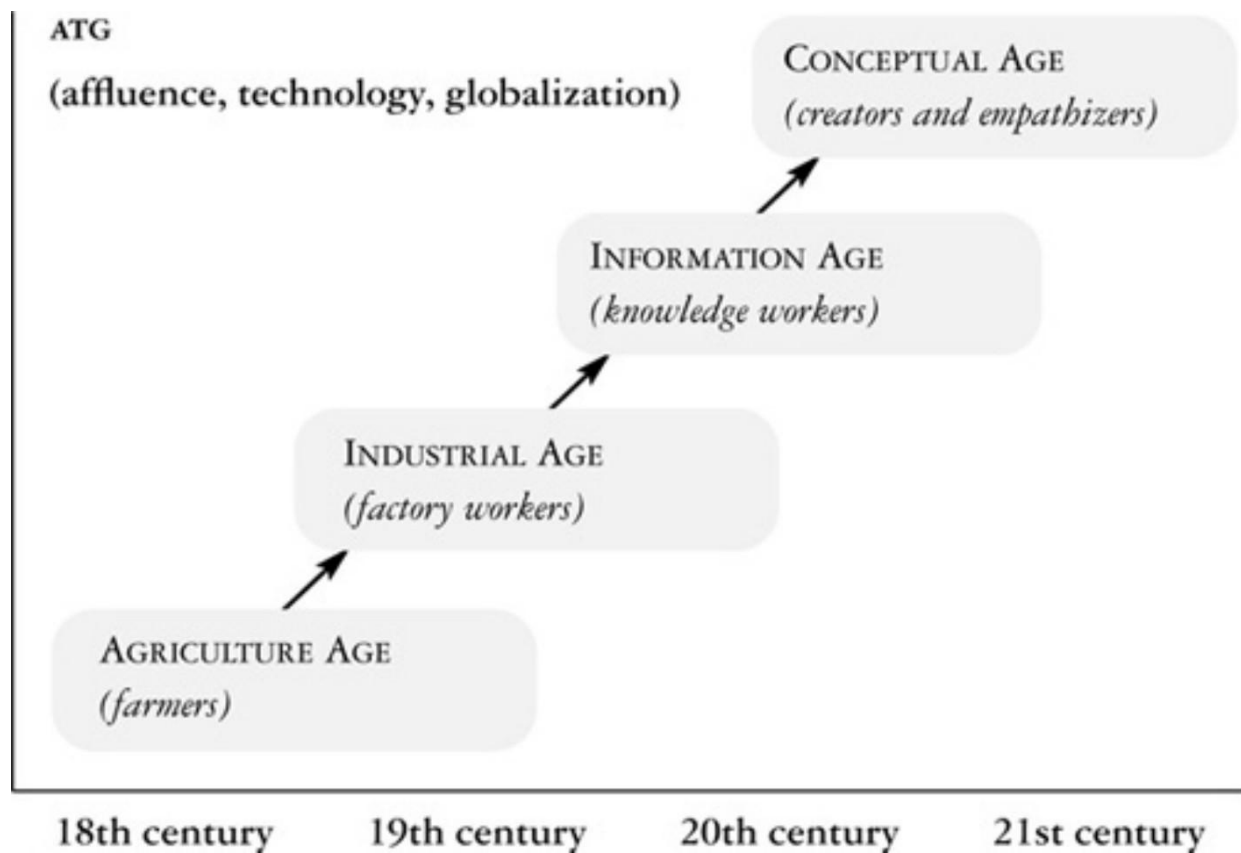 ATG
(affluence, technology, globalization)
CONCEPTUAL AGE
(creators and empathizers)
INFORMATION AGE
(knowledge workers)
INDUSTRIAL AGE
(factory workers)
AGRICULTURE AGE
(farmers)
18th century 19th century 20th century 21st century